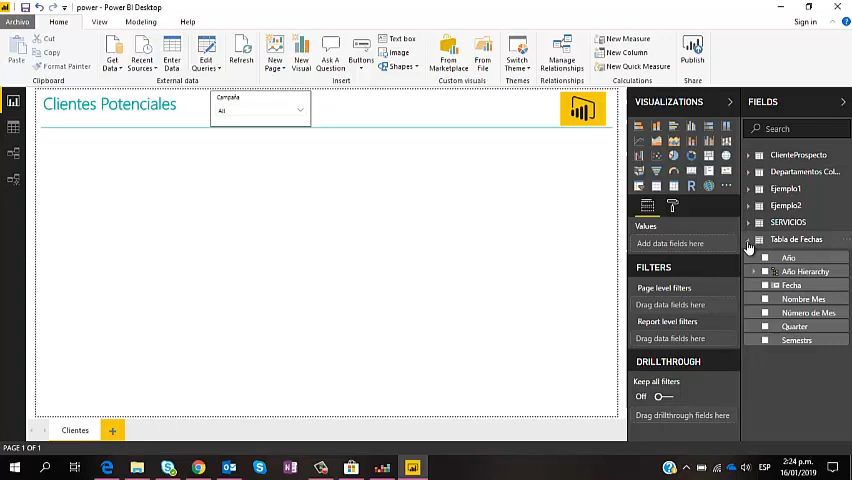 power - Power BI Desktop
Sign in
Archivo Home View Modeling Help
Paste
Cut
Copy
Format Painter
Clipboard
Get Data
Recent Sources
Enter Data
Edit Queries
External data
Refresh
New Page
New Visual
Ask A Question
Buttons
Text box
Image
Shapes
Insert
From Marketplace
From File
Custom visuals
Switch Theme
Themes
Manage Relationships
Relationships
New Measure
New Column
New Quick Measure
Calculations
Publish
Share
Clientes Potenciales
Campaña
All
VISUALIZATIONS
R
Values
Add data fields here
FILTERS
Page level filters
Drag data fields here
Report level filters
Drag data fields here
DRILLTHROUGH
Keep all filters
Off
Drag drillthrough fields here
FIELDS
Search
ClienteProspecto
Departamentos Col...
Ejemplo1
Ejemplo2
SERVICIOS
Tabla de Fechas
Año
Año Hierarchy
Fecha
Nombre Mes
Número de Mes
Quarter
Semestrs
Clientes
PAGE 1 OF 1
ESP
2:24 p.m.
16/01/2019